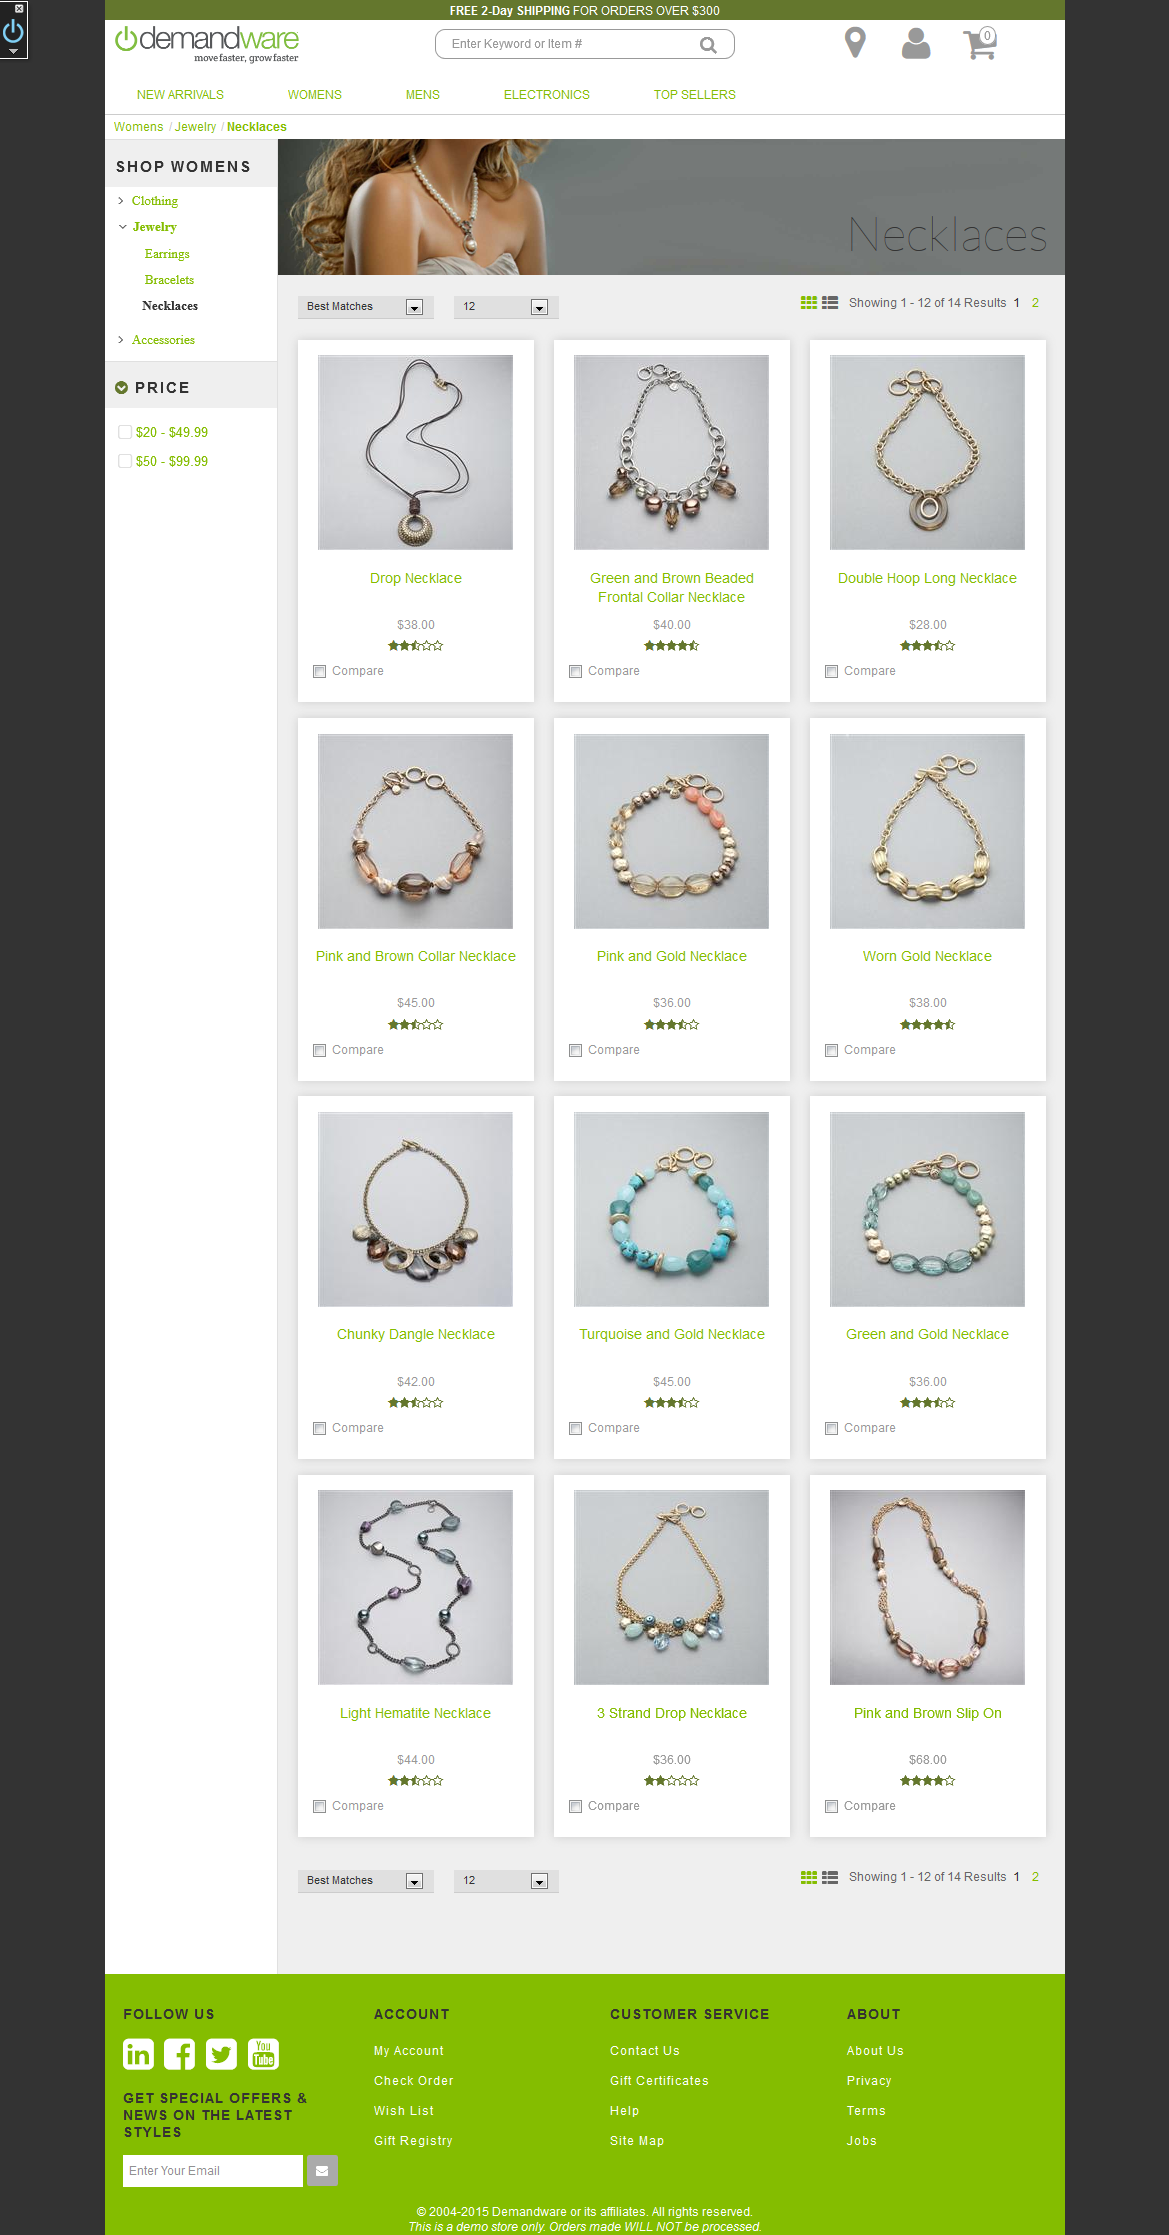 FREE 2-Day SHIPPING FOR ORDERS OVER $300
demandware
move faster, grow faster
Enter Keyword or Item #
0
NEW ARRIVALS WOMENS MENS ELECTRONICS TOP SELLERS
Womens / Jewelry / Necklaces
SHOP WOMENS
Clothing
Jewelry
Earrings
Bracelets
Necklaces
Accessories
PRICE
$20 - $49.99
$50 - $99.99
Necklaces
Best Matches 12 Showing 1 - 12 of 14 Results 1 2
Drop Necklace
$38.00
Compare
Green and Brown Beaded
Frontal Collar Necklace
$40.00
Compare
Double Hoop Long Necklace
$28.00
Compare
Pink and Brown Collar Necklace
$45.00
Compare
Pink and Gold Necklace
$36.00
Compare
Worn Gold Necklace
$38.00
Compare
Chunky Dangle Necklace
$42.00
Compare
Turquoise and Gold Necklace
$45.00
Compare
Green and Gold Necklace
$36.00
Compare
Light Hematite Necklace
$44.00
Compare
3 Strand Drop Necklace
$36.00
Compare
Pink and Brown Slip On
$68.00
Compare
Best Matches 12 Showing 1 - 12 of 14 Results 1 2
FOLLOW US
in f You Tube
GET SPECIAL OFFERS &
NEWS ON THE LATEST
STYLES
Enter Your Email
ACCOUNT
My Account
Check Order
Wish List
Gift Registry
CUSTOMER SERVICE
Contact Us
Gift Certificates
Help
Site Map
ABOUT
About Us
Privacy
Terms
Jobs
© 2004-2015 Demandware or its affiliates. All rights reserved.
This is a demo store only. Orders made WILL NOT be processed.